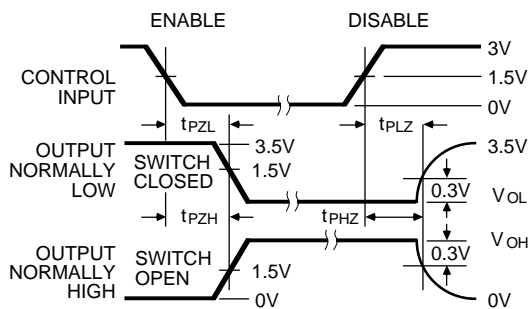 ENABLE DISABLE
3V
CONTROL INPUT 1.5V
0V
tPZL tPLZ
OUTPUT NORMALLY LOW
SWITCH CLOSED
3.5V 3.5V
1.5V
0.3V VOL
tPZH tPHZ
OUTPUT NORMALLY HIGH
SWITCH OPEN
VOH
0.3V
1.5V
0V 0V